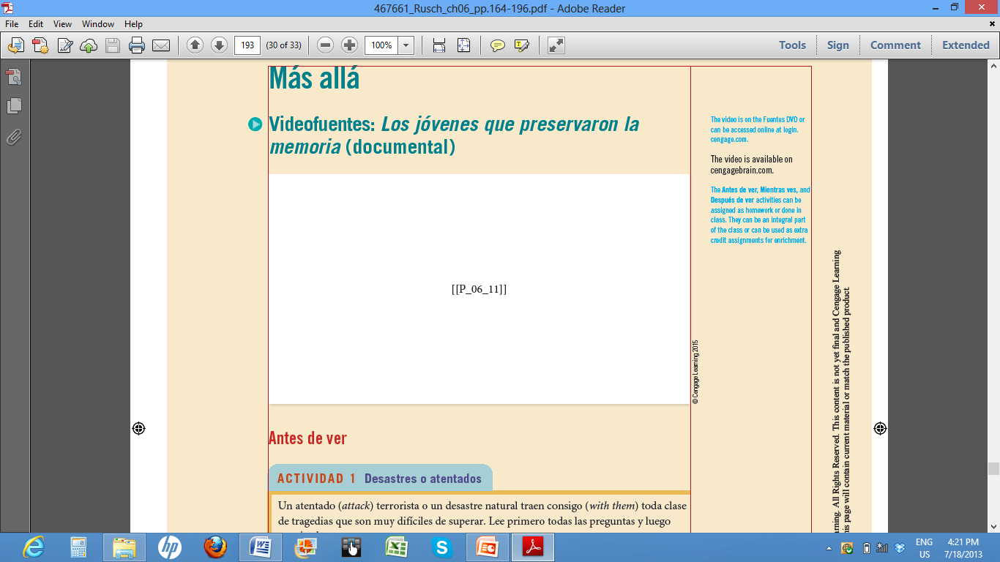 467661_Rusch_ch06_pp.164-196.pdf - Adobe Reader
File Edit View Window Help
193 (30 of 33) 100% Tools Sign Comment Extended
Más allá
Videofuentes: Los jóvenes que preservaron la
memoria (documental)
[[P_06_11]]
© Cengage Learning 2015
The video is on the Fuentes DVD or
can be accessed online at login.
cengage.com.
The video is available on
cengagebrain.com.
The Antes de ver, Mientras ves, and
Después de ver activities can be
assigned as homework or done in
class. They can be an integral part
of the class or can be used as extra
credit assignments for enrichment.
All Rights Reserved. This content is not yet final and Cengage Learning
page will contain current material or match the published product.
Antes de ver
ACTIVIDAD 1 Desastres o atentados
Un atentado (attack) terrorista o un desastre natural traen consigo (with them) toda clase
de tragedias que son muy difíciles de superar. Lee primero todas las preguntas y luego
hp
ENG 4:21 PM
US 7/18/2013